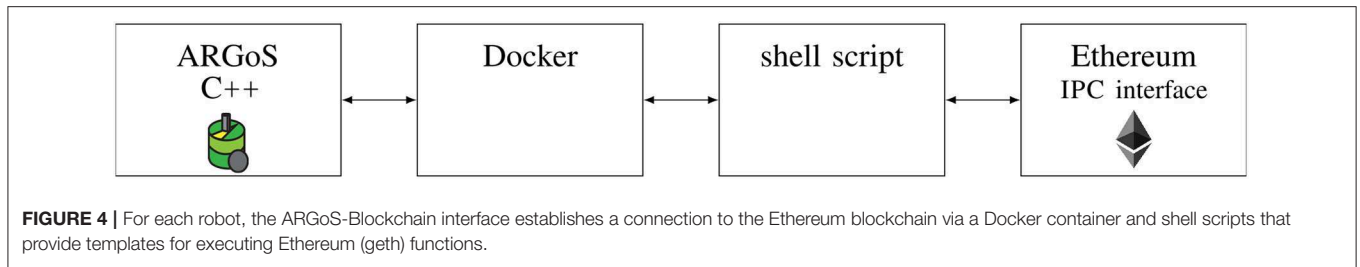 ARGoS
C++
Docker
shell script
Ethereum
IPC interface
FIGURE 4 | For each robot, the ARGoS-Blockchain interface establishes a connection to the Ethereum blockchain via a Docker container and shell scripts that
provide templates for executing Ethereum (geth) functions.